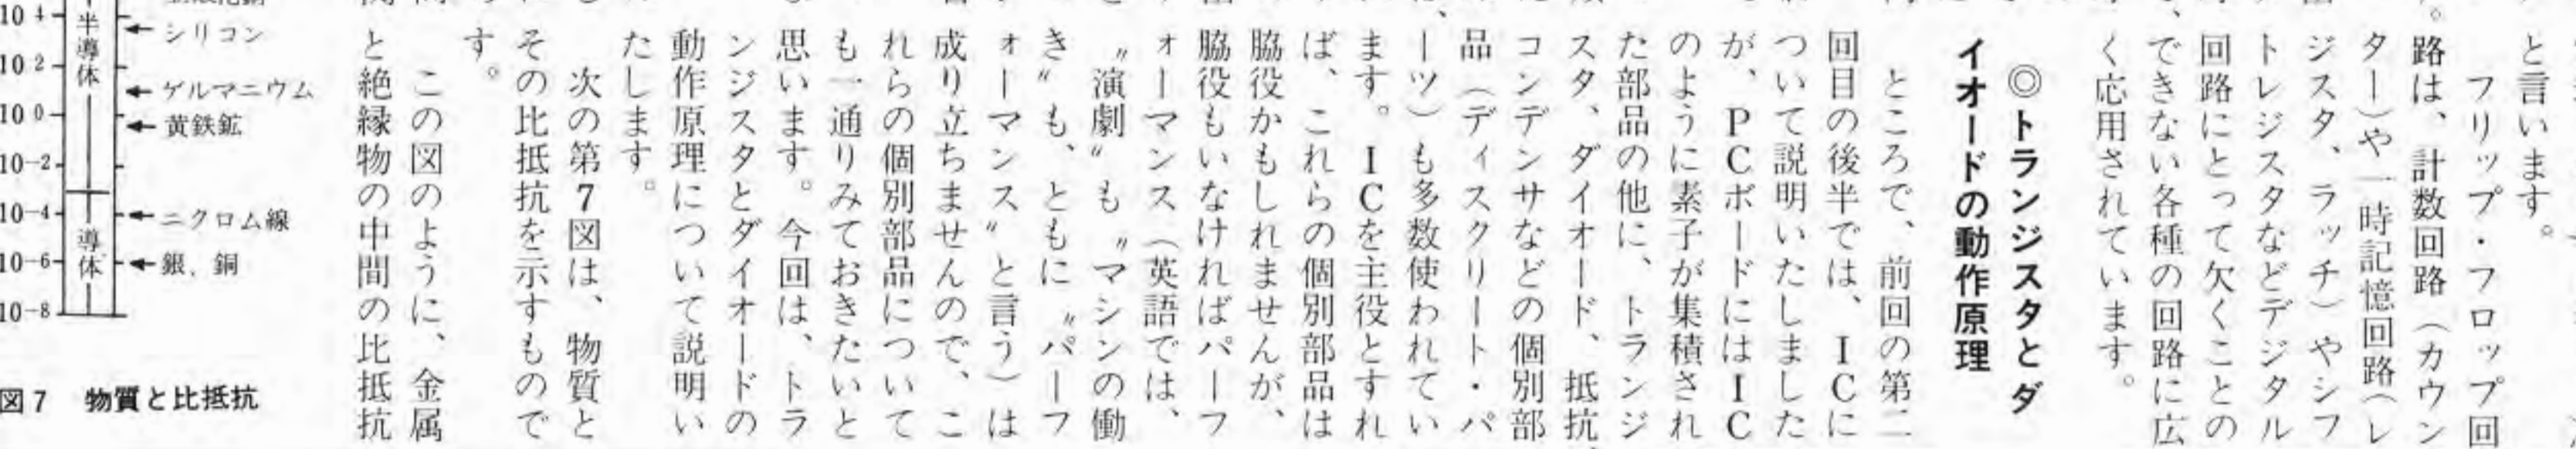 と言います。
フリップ・フロップ回
路は、計数回路（カウン
ター）や一時記憶回路（レ
ジスタ、ラッチ）やシフ
トレジスタなどデジタル
回路にとって欠くことの
できない各種の回路に広
く応用されています。
◎トランジスタとダ
イオードの動作原理
ところで、前回の第二
回目の後半では、ICに
ついて説明いたしました
が、PCボードにはIC
のように素子が集積され
た部品の他に、トランジ
スタ、ダイオード、抵抗、
コンデンサなどの個別部
品（ディスクリート・パ
ーツ）も多数使われてい
ます。ICを主役とすれ
ば、これらの個別部品は
脇役かもしれませんが、
脇役もいなければパーフ
ォーマンス（英語では、
〝演劇〟も〝マシンの働
き〟も、ともに〝パーフ
ォーマンス〟と言う）は
成り立ちませんので、こ
れらの個別部品について
も一通りみておきたいと
思います。今回は、トラ
ンジスタとダイオードの
動作原理について説明い
たします。
次の第7図は、物質と
その比抵抗を示すもので
す。
この図のように、金属
と絶縁物の中間の比抵抗
10⁴
10²
10⁰
10⁻²
10⁻⁴
10⁻⁶
10⁻⁸
半導体
導体
シリコン
ゲルマニウム
黄鉄鉱
ニクロム線
銀、銅
図7 物質と比抵抗